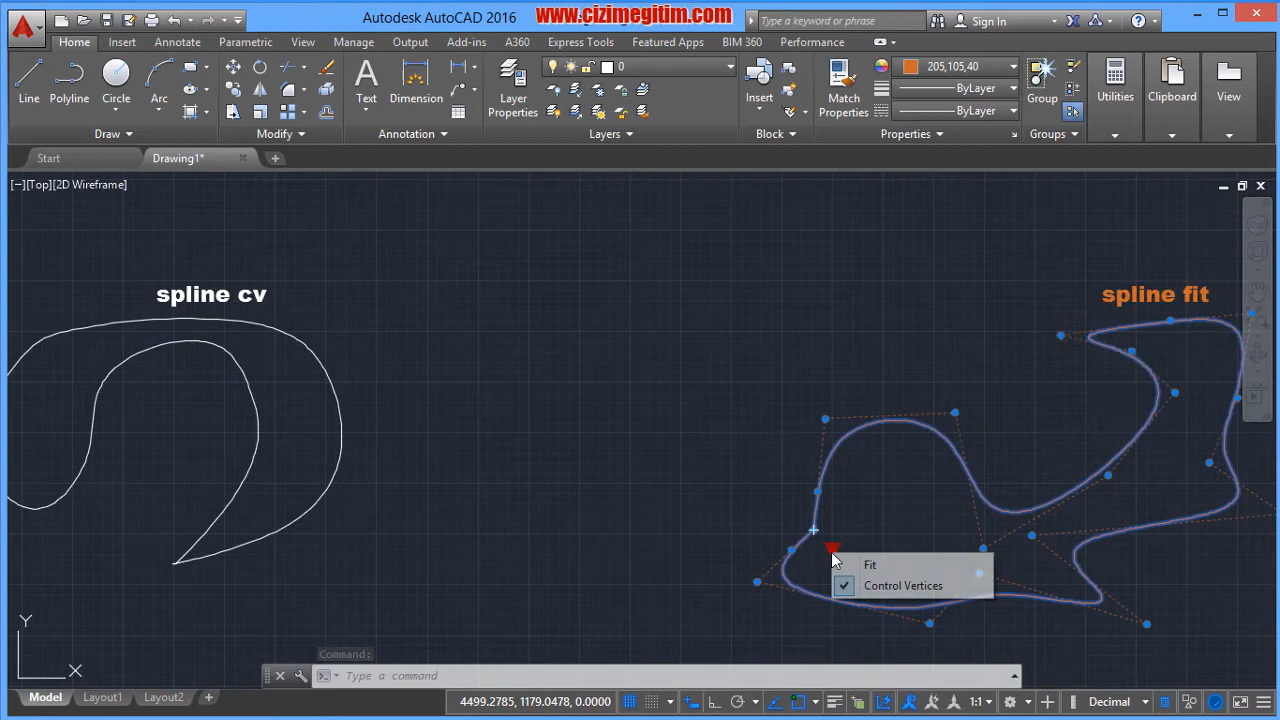 Autodesk AutoCAD 2016
www.cizimegitim.com
Type a keyword or phrase
Sign In
Home Insert Annotate Parametric View Manage Output Add-ins A360 Express Tools Featured Apps BIM 360 Performance
Line Polyline Circle Arc
Draw
Modify
Text Dimension
Annotation
Layer
Properties
0
Layers
Insert
Block
Match
Properties
205,105,40
ByLayer
ByLayer
Properties
Group
Groups
Utilities
Clipboard
View
Start
Drawing1*
[−][Top][2D Wireframe]
spline cv
spline fit
Fit
Control Vertices
Y
X
Command:
Type a command
Model Layout1 Layout2
4499.2785, 1179.0478, 0.0000
1:1
Decimal